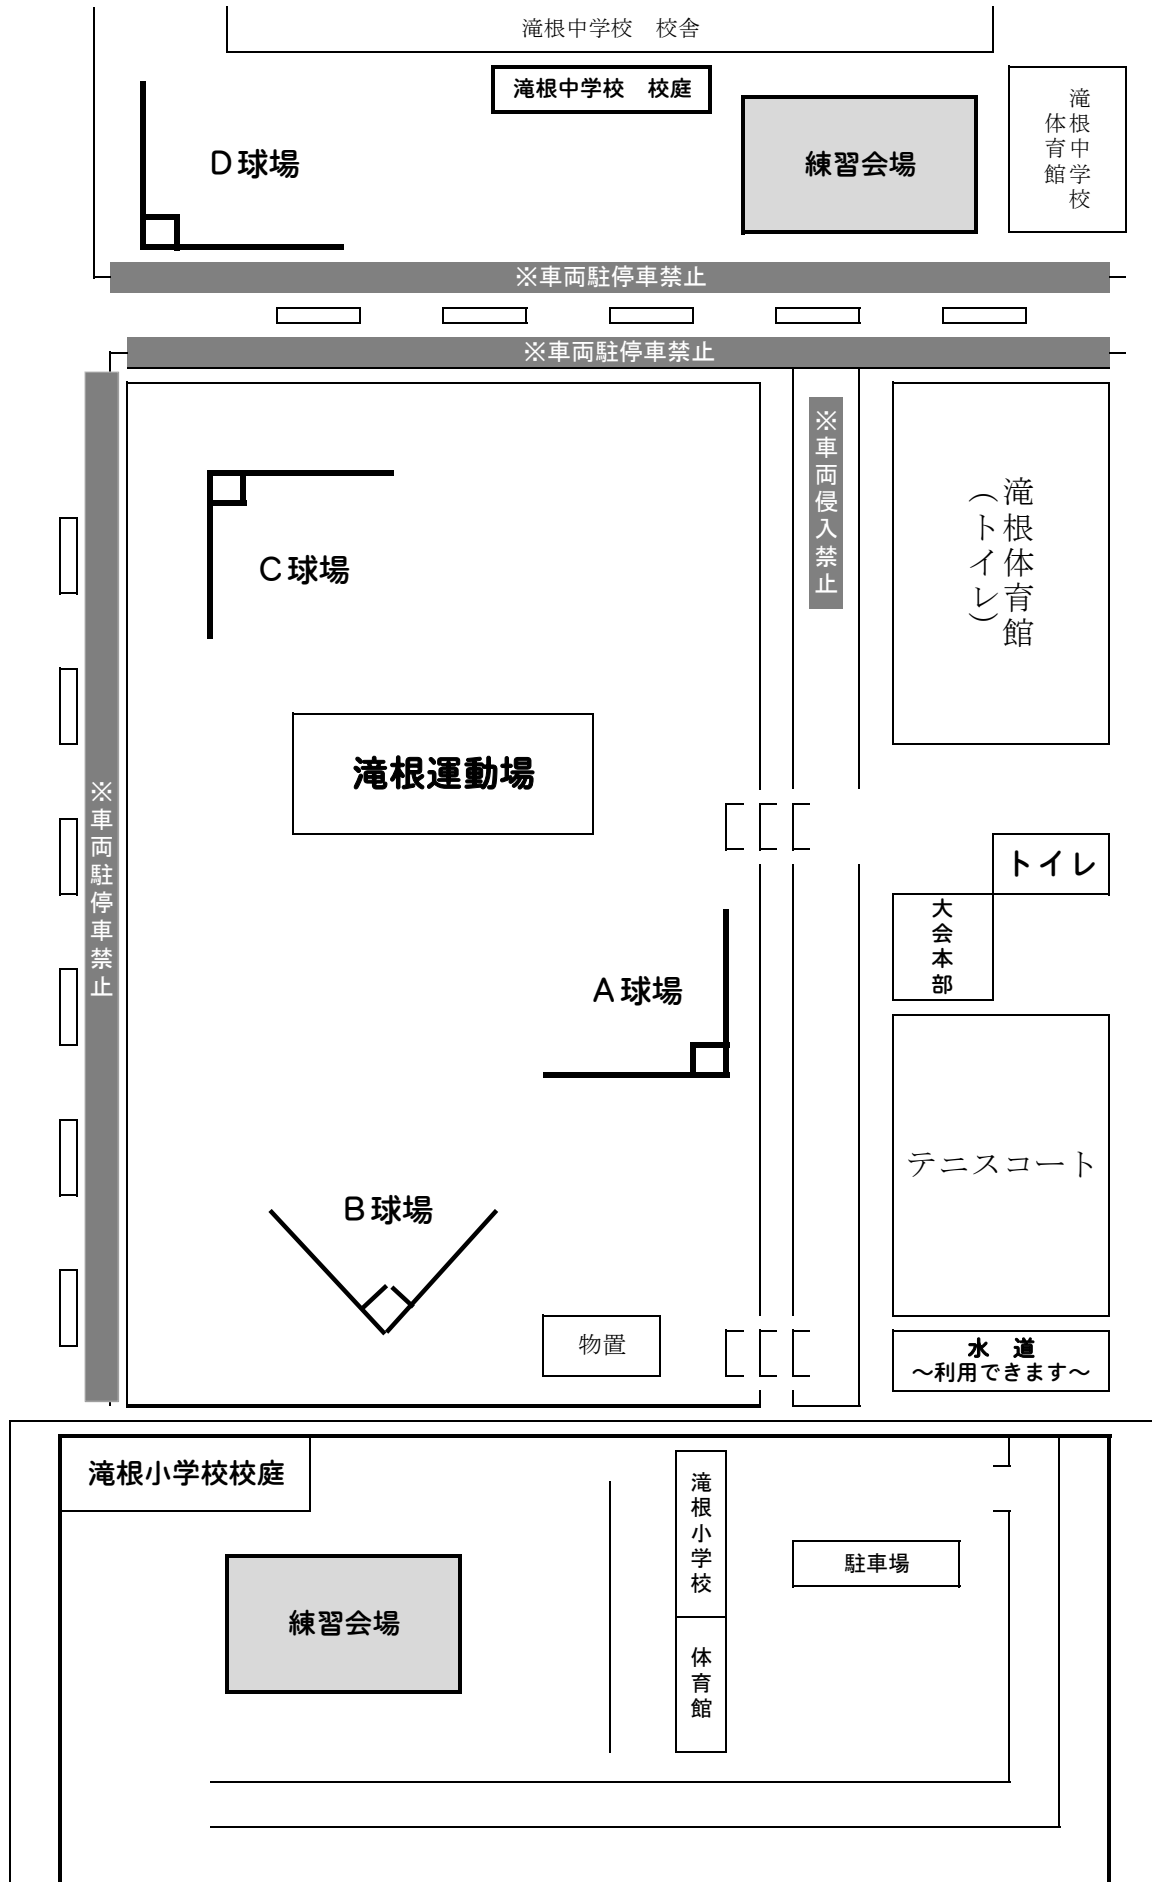 滝根中学校　校舎
滝根中学校　校庭
Ｄ球場
練習会場
滝根中学校
体育館
※車両駐停車禁止
※車両駐停車禁止
※車両侵入禁止
滝根体育館
（トイレ）
Ｃ球場
滝根運動場
※車両駐停車禁止
トイレ
大会本部
Ａ球場
テニスコート
Ｂ球場
物置
水　道
～利用できます～
滝根小学校校庭
滝根小学校
駐車場
練習会場
体育館